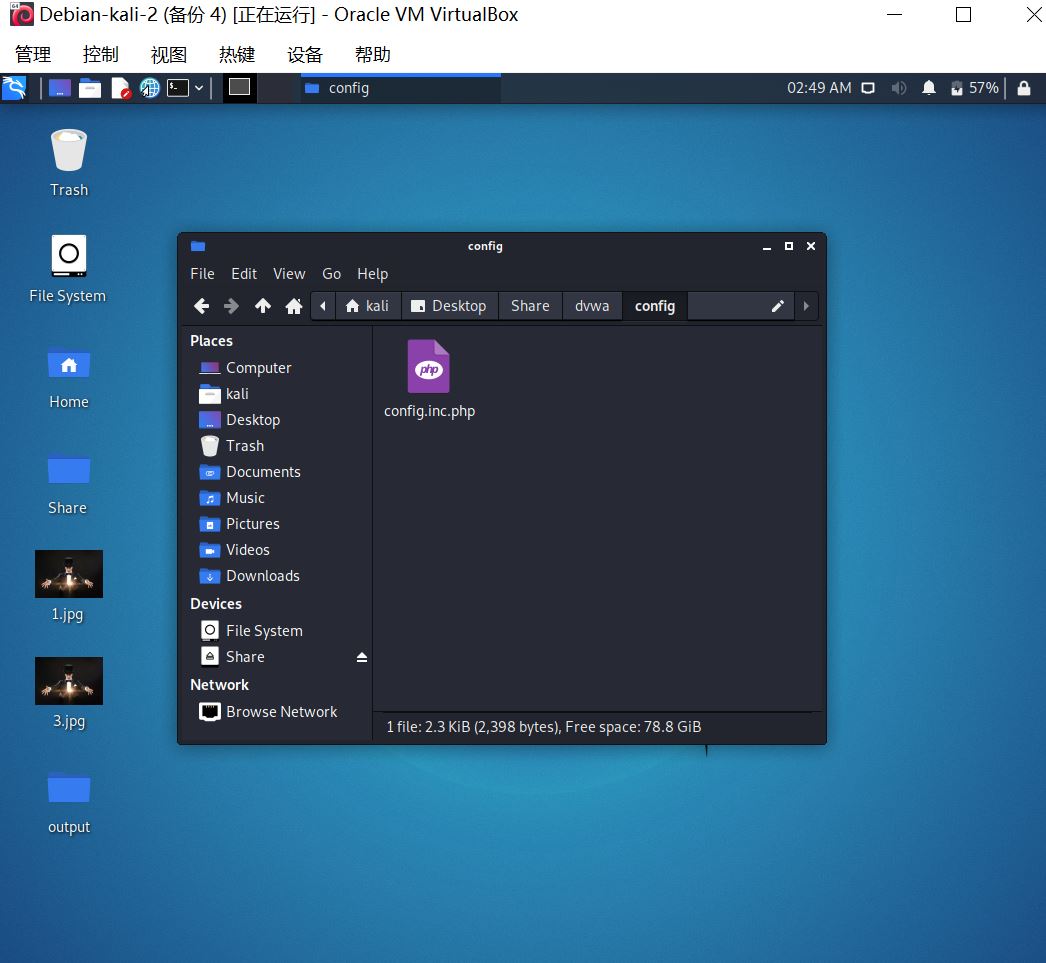 Debian-kali-2 (备份 4) [正在运行] - Oracle VM VirtualBox
管理 控制 视图 热键 设备 帮助
config 02:49 AM 57%
Trash
File System
Home
Share
1.jpg
3.jpg
output
config
File Edit View Go Help
kali Desktop Share dvwa config
Places
Computer
kali
Desktop
Trash
Documents
Music
Pictures
Videos
Downloads
Devices
File System
Share
Network
Browse Network
php
config.inc.php
1 file: 2.3 KiB (2,398 bytes), Free space: 78.8 GiB